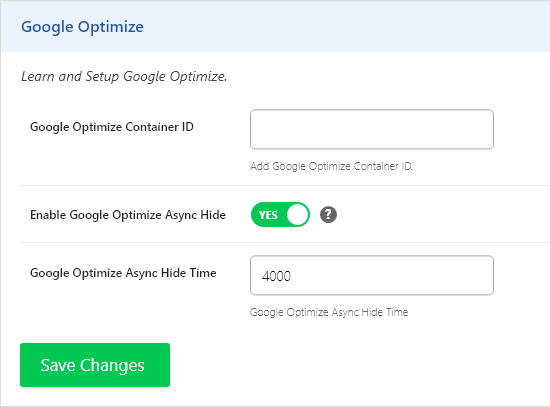 Google Optimize
Learn and Setup Google Optimize.
Google Optimize Container ID
Add Google Optimize Container ID.
Enable Google Optimize Async Hide
YES
?
Google Optimize Async Hide Time
4000
Google Optimize Async Hide Time
Save Changes